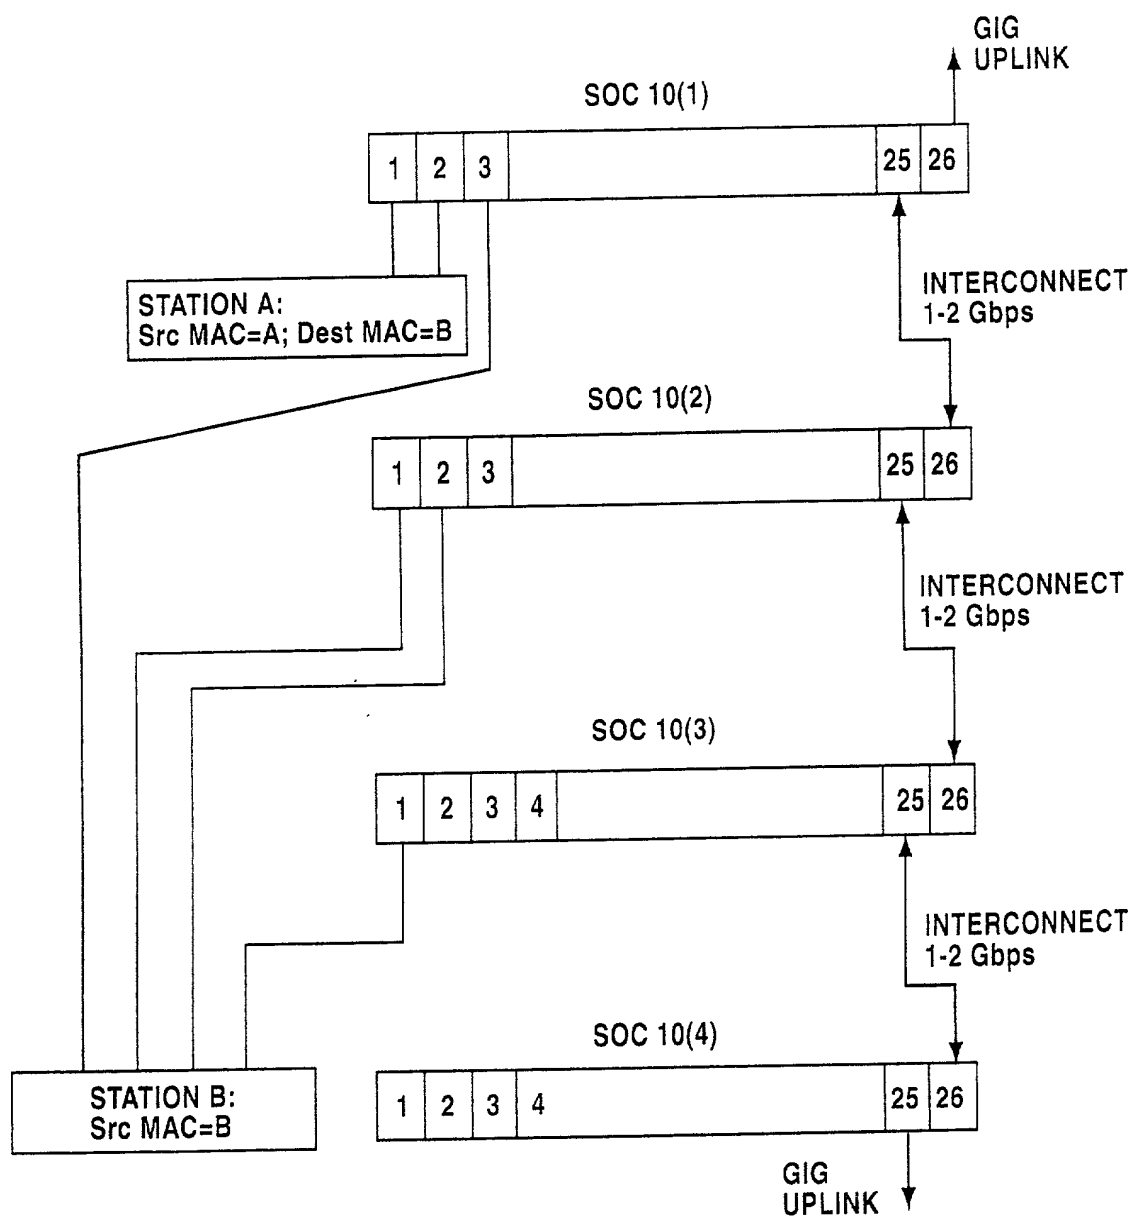 GIG
UPLINK
SOC 10(1)
1 2 3 25 26
STATION A:
Src MAC=A; Dest MAC=B
INTERCONNECT
1-2 Gbps
SOC 10(2)
1 2 3 25 26
INTERCONNECT
1-2 Gbps
SOC 10(3)
1 2 3 4 25 26
INTERCONNECT
1-2 Gbps
SOC 10(4)
1 2 3 4 25 26
STATION B:
Src MAC=B
GIG
UPLINK